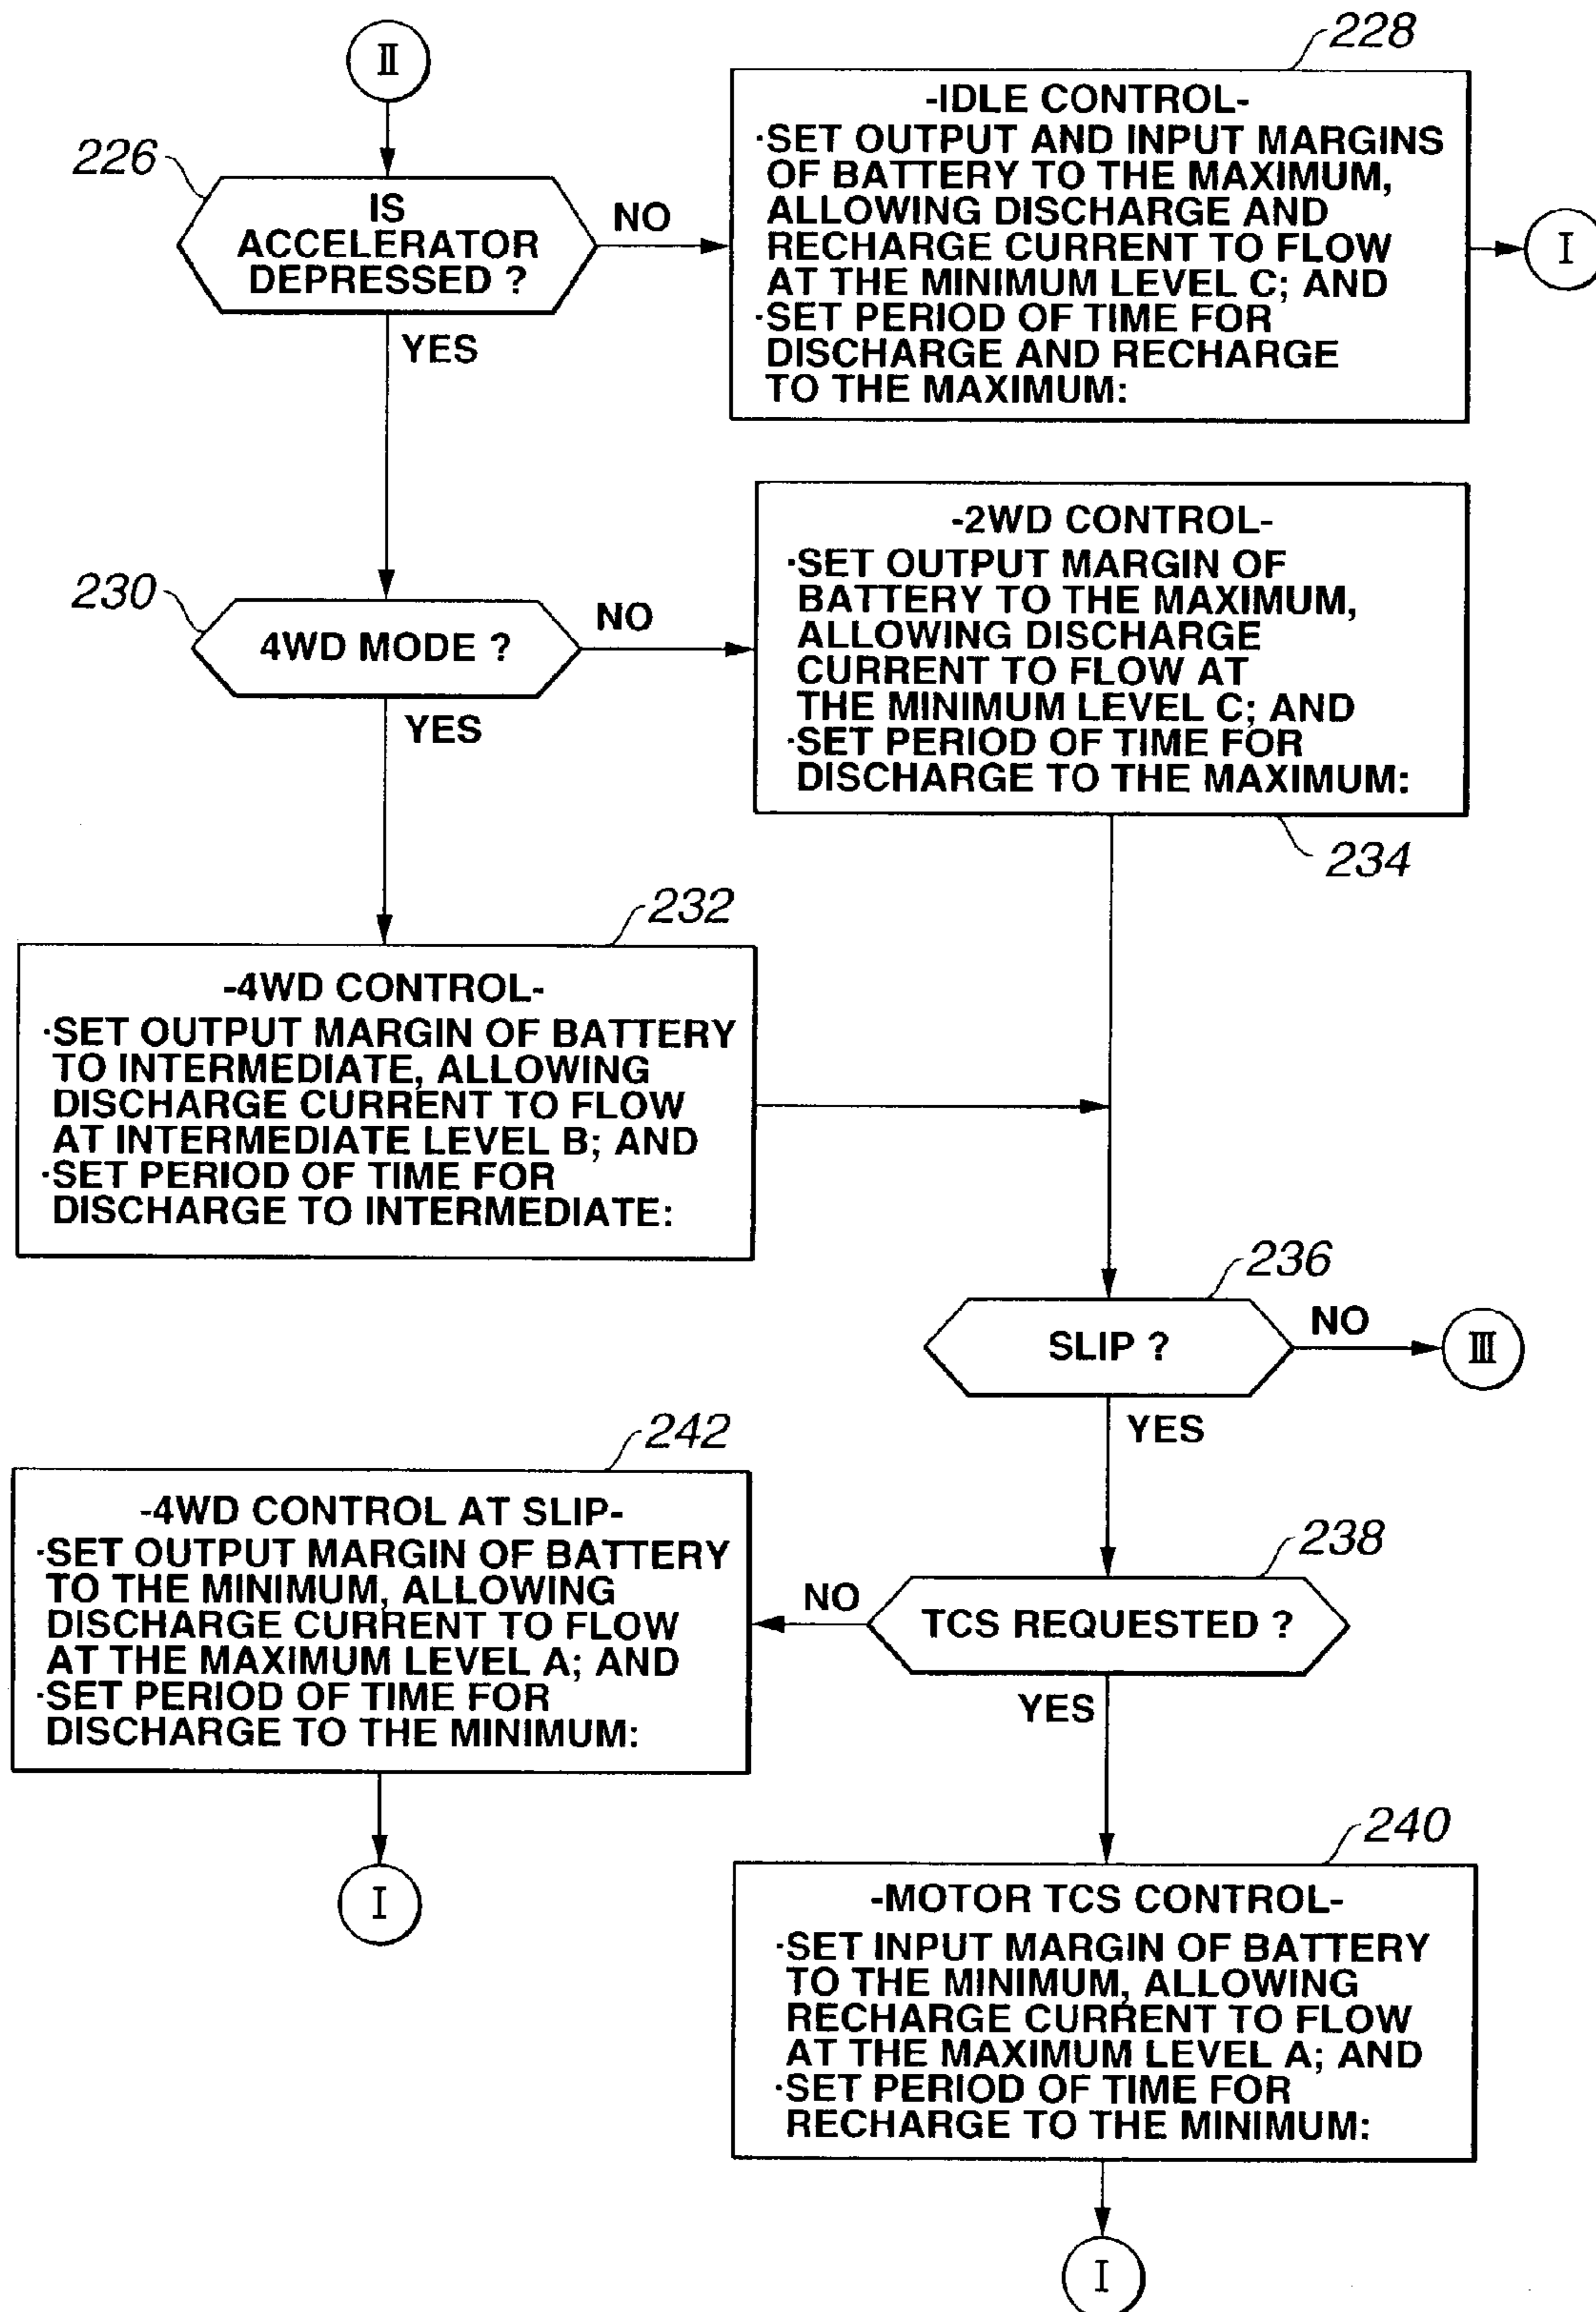 II
228
-IDLE CONTROL-
·SET OUTPUT AND INPUT MARGINS
OF BATTERY TO THE MAXIMUM,
ALLOWING DISCHARGE AND
RECHARGE CURRENT TO FLOW
AT THE MINIMUM LEVEL C; AND
·SET PERIOD OF TIME FOR
DISCHARGE AND RECHARGE
TO THE MAXIMUM:
I
226
IS
ACCELERATOR
DEPRESSED ?
NO
YES
-2WD CONTROL-
·SET OUTPUT MARGIN OF
BATTERY TO THE MAXIMUM,
ALLOWING DISCHARGE
CURRENT TO FLOW AT
THE MINIMUM LEVEL C; AND
·SET PERIOD OF TIME FOR
DISCHARGE TO THE MAXIMUM:
234
230
4WD MODE ?
NO
YES
232
-4WD CONTROL-
·SET OUTPUT MARGIN OF BATTERY
TO INTERMEDIATE, ALLOWING
DISCHARGE CURRENT TO FLOW
AT INTERMEDIATE LEVEL B; AND
·SET PERIOD OF TIME FOR
DISCHARGE TO INTERMEDIATE:
236
SLIP ?
NO
III
YES
242
-4WD CONTROL AT SLIP-
·SET OUTPUT MARGIN OF BATTERY
TO THE MINIMUM, ALLOWING
DISCHARGE CURRENT TO FLOW
AT THE MAXIMUM LEVEL A; AND
·SET PERIOD OF TIME FOR
DISCHARGE TO THE MINIMUM:
I
238
TCS REQUESTED ?
NO
YES
240
-MOTOR TCS CONTROL-
·SET INPUT MARGIN OF BATTERY
TO THE MINIMUM, ALLOWING
RECHARGE CURRENT TO FLOW
AT THE MAXIMUM LEVEL A; AND
·SET PERIOD OF TIME FOR
RECHARGE TO THE MINIMUM:
I